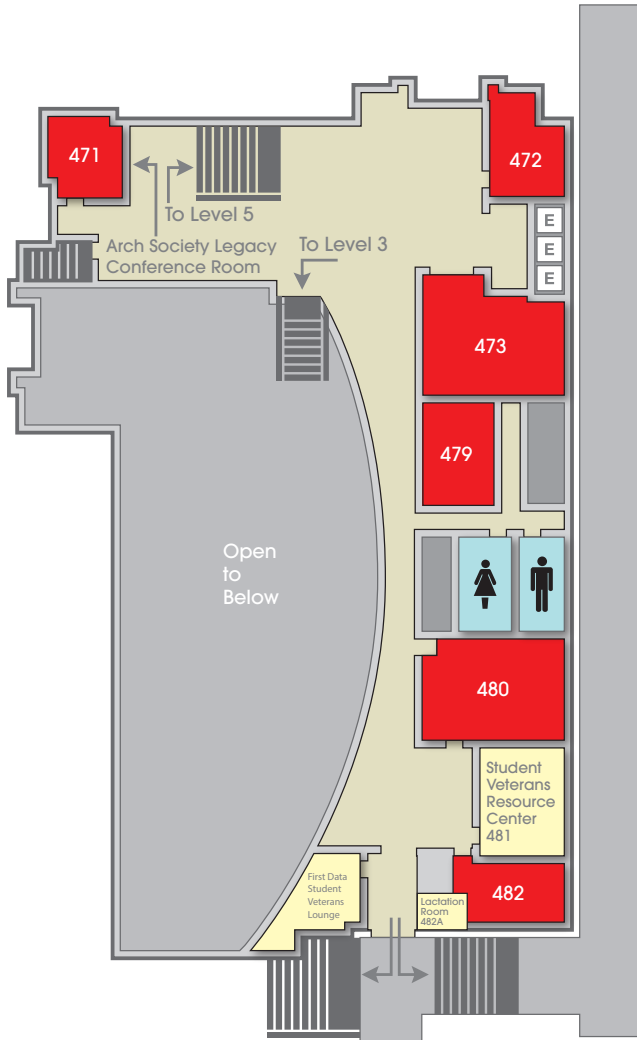 471
472
To Level 5
E
Arch Society Legacy
Conference Room
To Level 3
E
E
473
479
Open
to
Below
480
Student
Veterans
Resource
Center
481
First Data
Student
Veterans
Lounge
Lactation
Room
482A
482